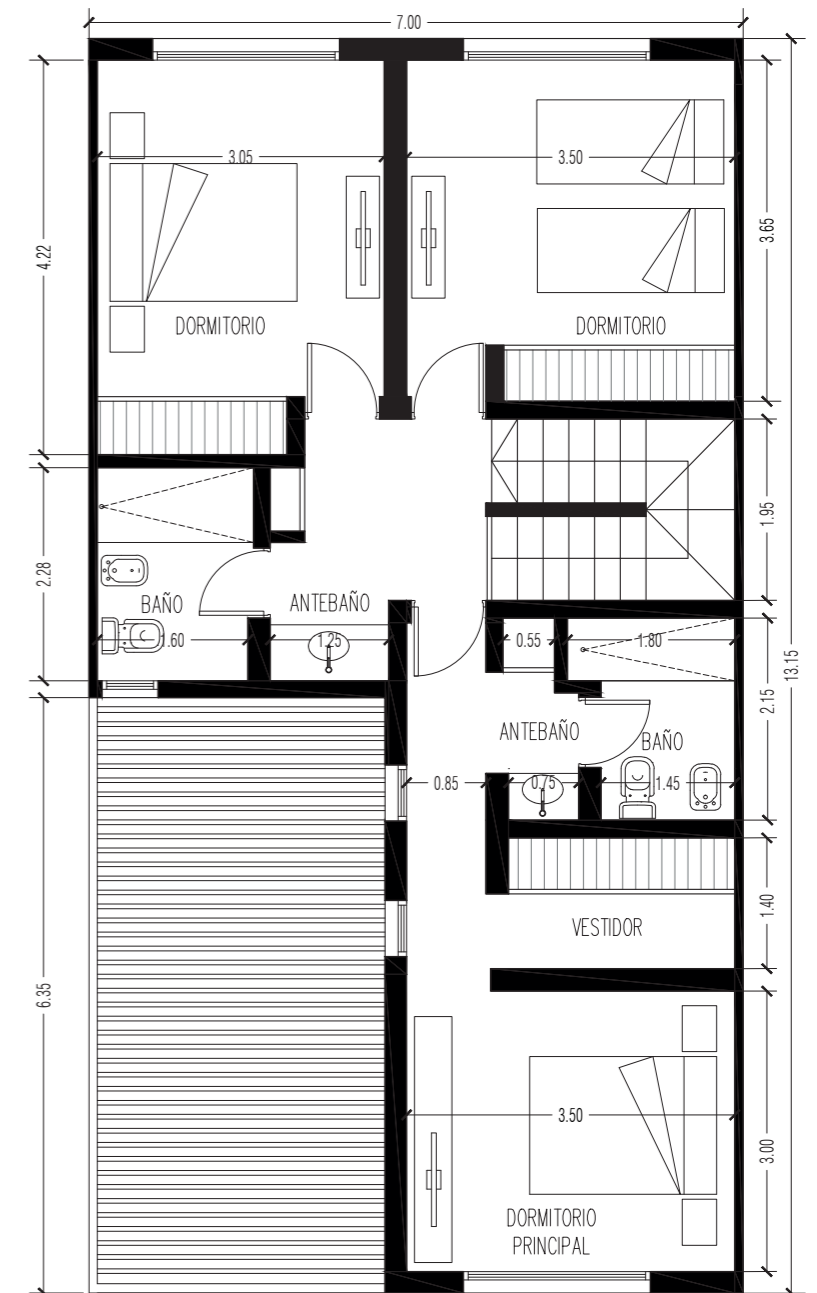 7.00
3.05
3.50
4.22
3.65
DORMITORIO
DORMITORIO
1.95
2.28
BAÑO
ANTEBAÑO
1.60
1.25
0.55
1.80
13.15
2.15
ANTEBAÑO
BAÑO
0.85
0.75
1.45
1.40
VESTIDOR
6.35
3.50
3.00
DORMITORIO
PRINCIPAL